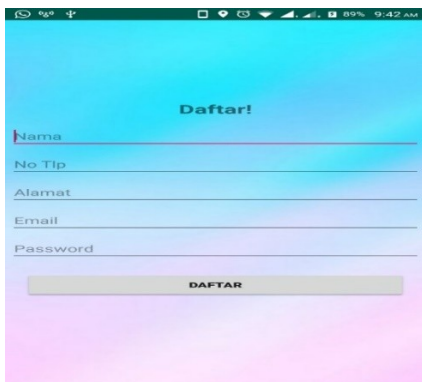 89% 9:42 AM
Daftar!
Nama
No Tlp
Alamat
Email
Password
DAFTAR